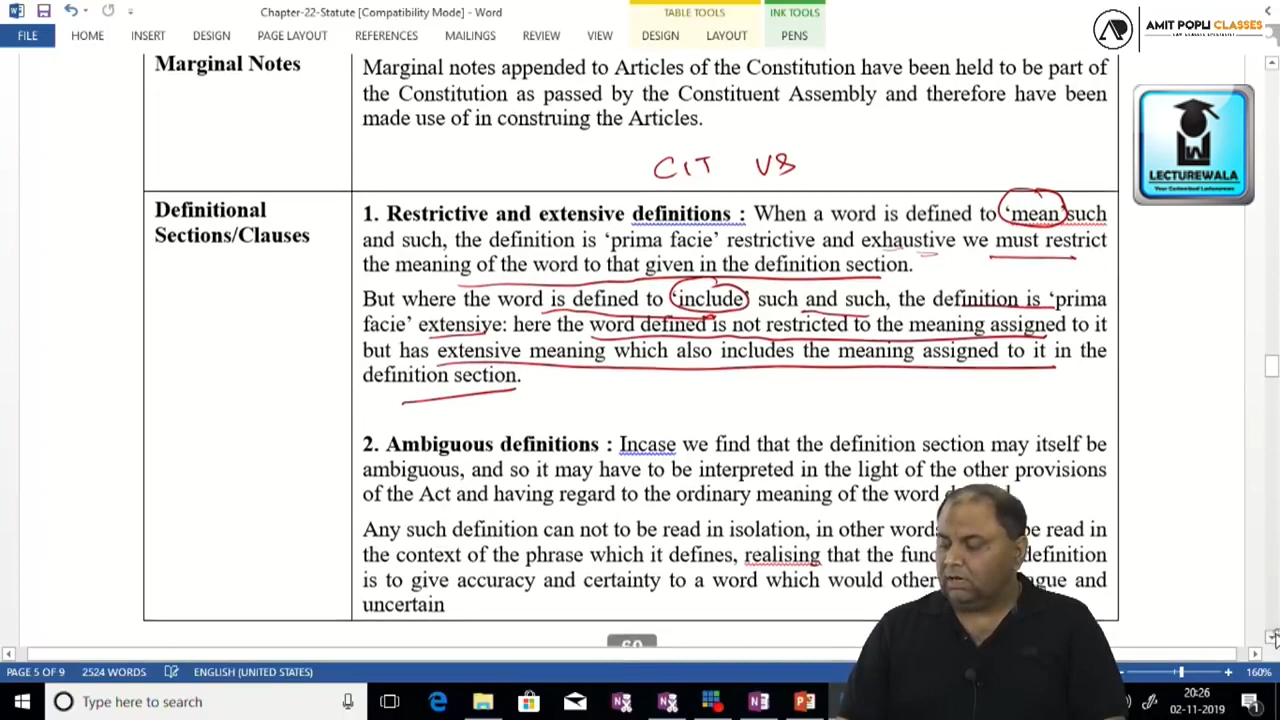 Chapter-22-Statute [Compatibility Mode] - Word
TABLE TOOLS
INK TOOLS
FILE HOME INSERT DESIGN PAGE LAYOUT REFERENCES MAILINGS REVIEW VIEW DESIGN LAYOUT PENS
AMIT POPLI CLASSES
Marginal Notes
Marginal notes appended to Articles of the Constitution have been held to be part of
the Constitution as passed by the Constituent Assembly and therefore have been
made use of in construing the Articles.
CIT VS
LECTUREWALA
Definitional
Sections/Clauses
1. Restrictive and extensive definitions : When a word is defined to ‘mean’such
and such, the definition is ‘prima facie’ restrictive and exhaustive we must restrict
the meaning of the word to that given in the definition section.
But where the word is defined to ‘include’ such and such, the definition is ‘prima
facie’ extensive: here the word defined is not restricted to the meaning assigned to it
but has extensive meaning which also includes the meaning assigned to it in the
definition section.
2. Ambiguous definitions : Incase we find that the definition section may itself be
ambiguous, and so it may have to be interpreted in the light of the other provisions
of the Act and having regard to the ordinary meaning of the word
Any such definition can not to be read in isolation, in other be read in
the context of the phrase which it defines, realising that the definition
is to give accuracy and certainty to a word which would and
uncertain
PAGE 5 OF 9 2524 WORDS ENGLISH (UNITED STATES) 160%
Type here to search
20:26
02-11-2019